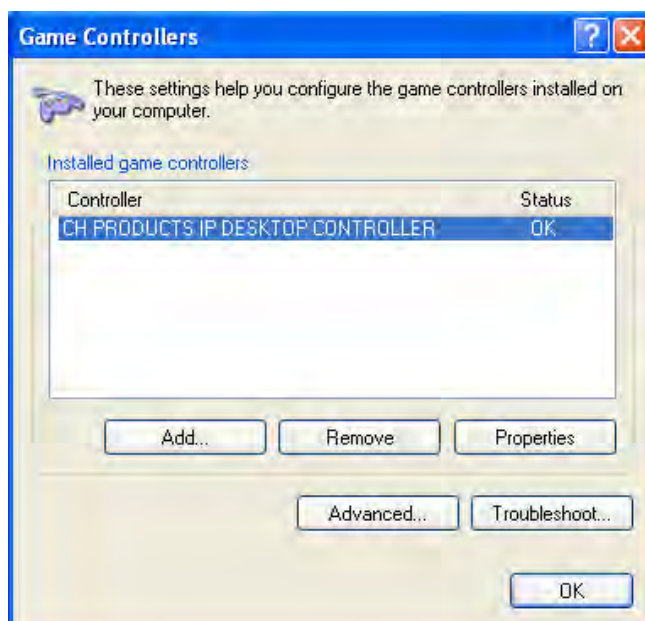 Game Controllers
These settings help you configure the game controllers installed on
your computer.
Installed game controllers
Controller Status
CH PRODUCTS IP DESKTOP CONTROLLER OK
Add... Remove Properties
Advanced... Troubleshoot...
OK